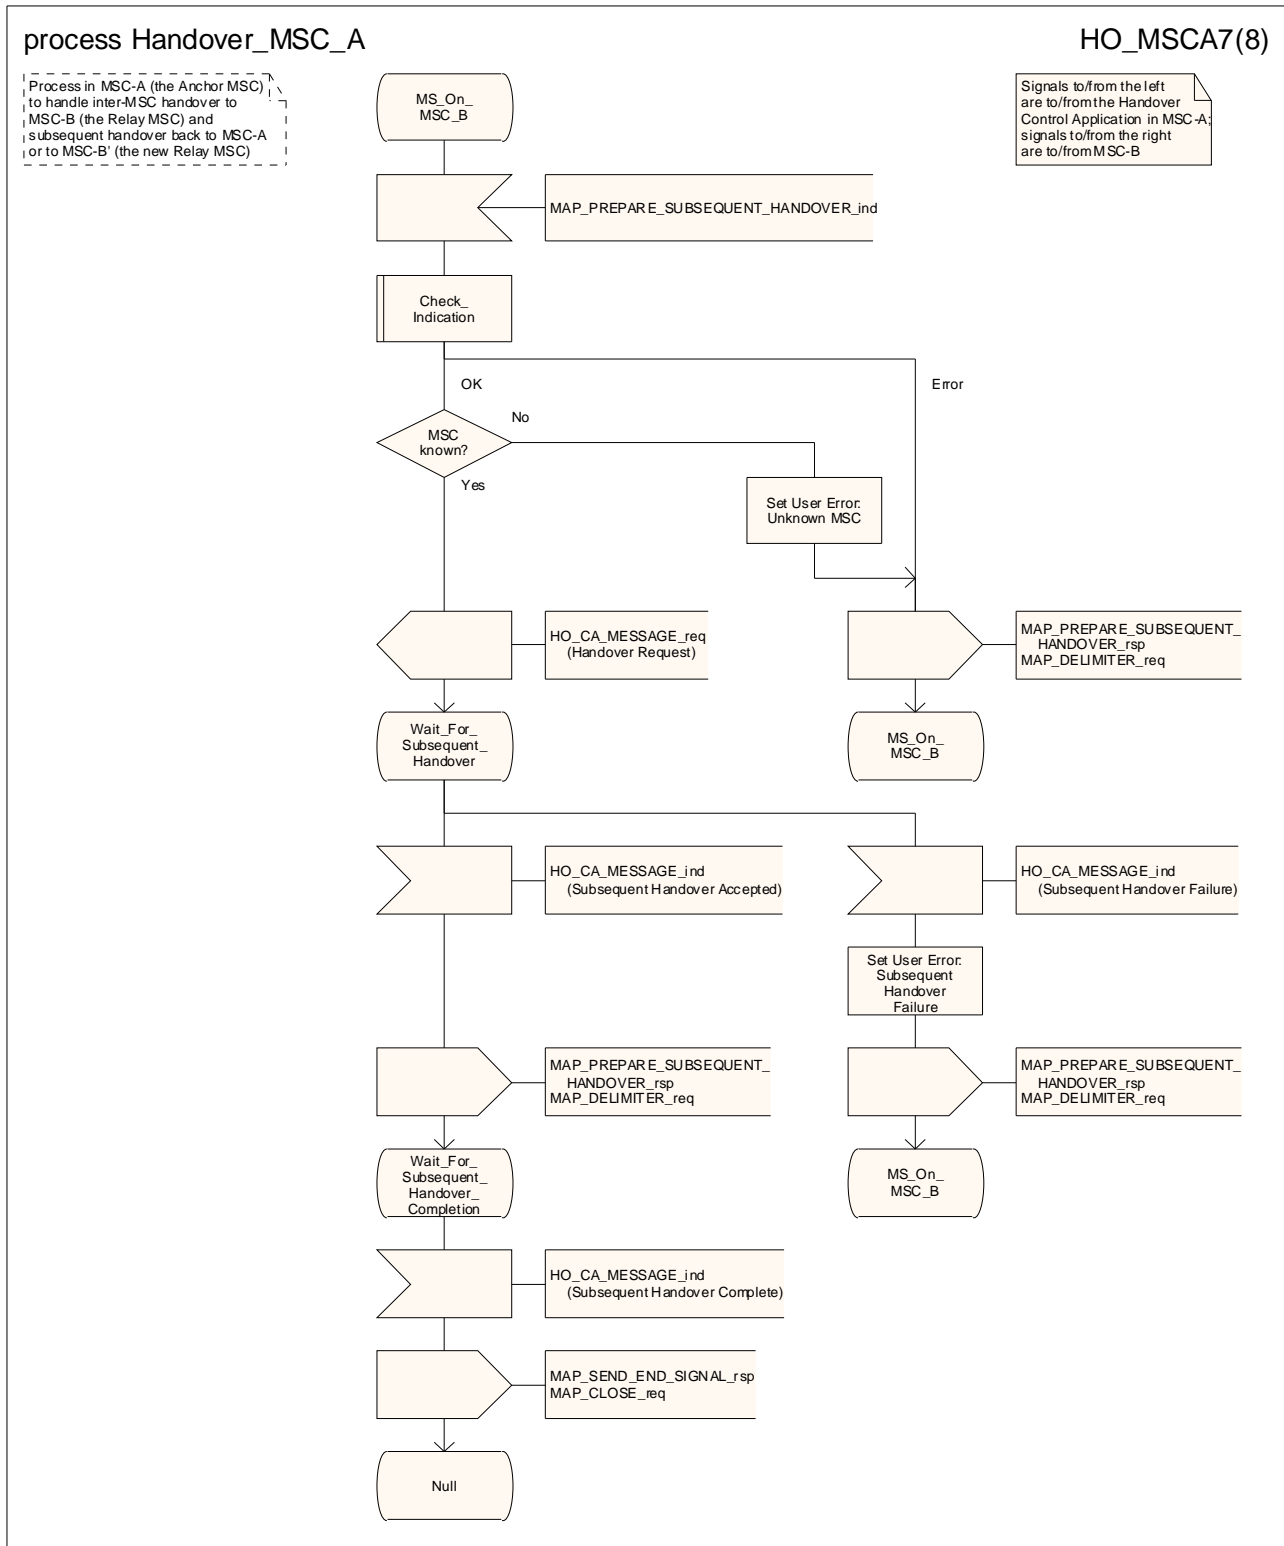 process Handover_MSC_A
HO_MSCA7(8)
Process in MSC-A (the Anchor MSC)
to handle inter-MSC handover to
MSC-B (the Relay MSC) and
subsequent handover back to MSC-A
or to MSC-B' (the new Relay MSC)
MS_On_
MSC_B
Signals to/from the left
are to/from the Handover
Control Application in MSC-A;
signals to/from the right
are to/from MSC-B
MAP_PREPARE_SUBSEQUENT_HANDOVER_ind
Check_
Indication
OK
Error
MSC
known?
No
Yes
Set User Error:
Unknown MSC
HO_CA_MESSAGE_req
(Handover Request)
MAP_PREPARE_SUBSEQUENT_
HANDOVER_rsp
MAP_DELIMITER_req
Wait_For_
Subsequent_
Handover
MS_On_
MSC_B
HO_CA_MESSAGE_ind
(Subsequent Handover Accepted)
HO_CA_MESSAGE_ind
(Subsequent Handover Failure)
Set User Error:
Subsequent
Handover
Failure
MAP_PREPARE_SUBSEQUENT_
HANDOVER_rsp
MAP_DELIMITER_req
MAP_PREPARE_SUBSEQUENT_
HANDOVER_rsp
MAP_DELIMITER_req
Wait_For_
Subsequent_
Handover_
Completion
MS_On_
MSC_B
HO_CA_MESSAGE_ind
(Subsequent Handover Complete)
MAP_SEND_END_SIGNAL_rsp
MAP_CLOSE_req
Null